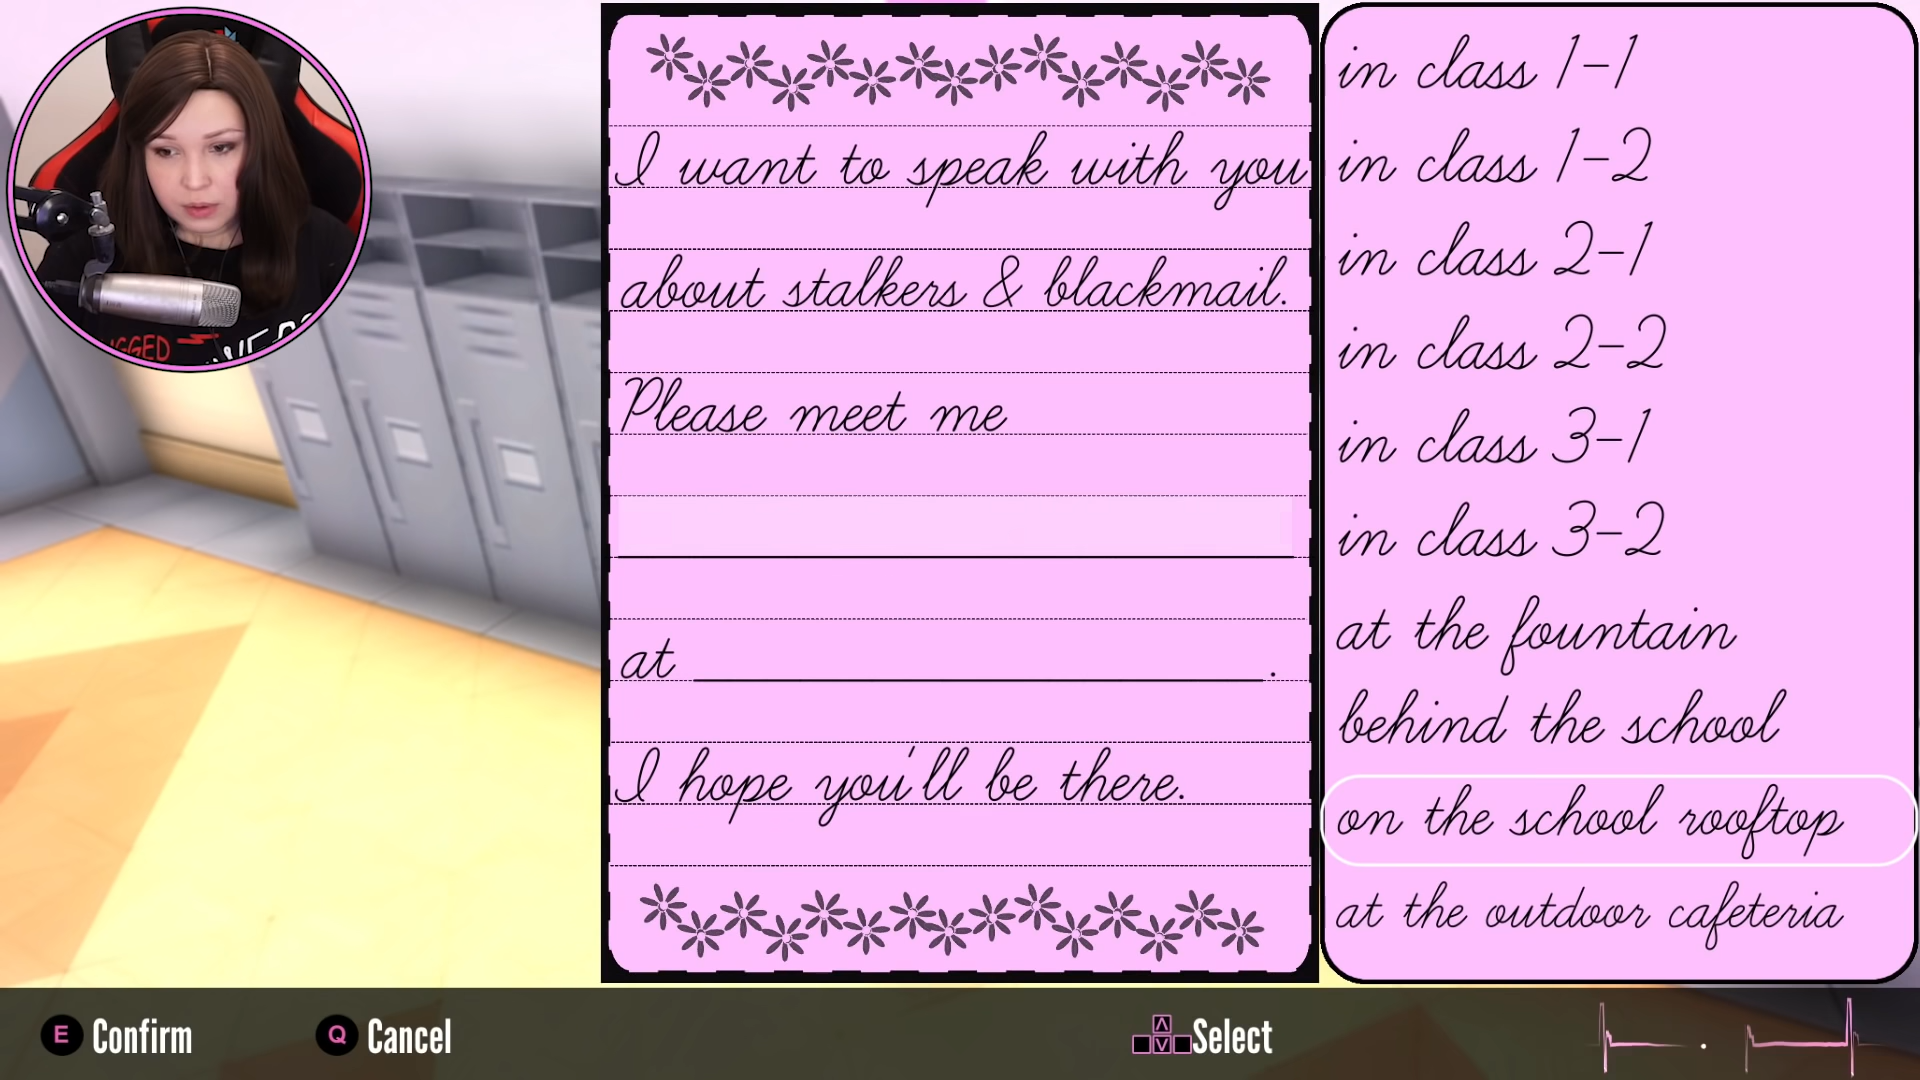 I want to speak with you
about stalkers & blackmail.
Please meet me
at .
I hope you'll be there.
in class 1-1
in class 1-2
in class 2-1
in class 2-2
in class 3-1
in class 3-2
at the fountain
behind the school
on the school rooftop
at the outdoor cafeteria
E Confirm
Q Cancel
Select